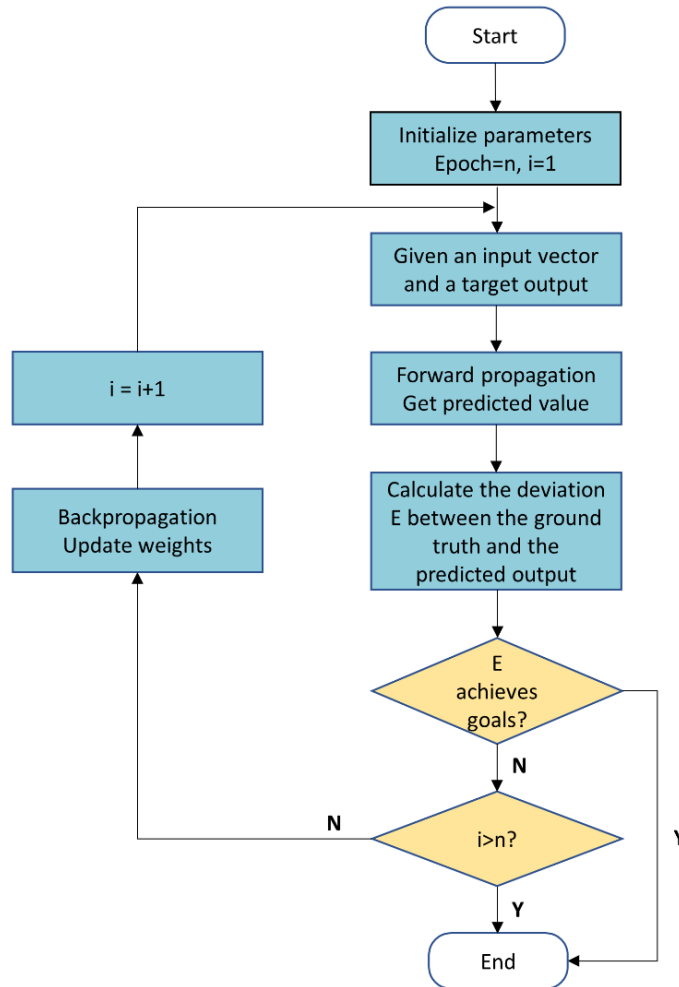 Start
Initialize parameters
Epoch=n, i=1
Given an input vector
and a target output
Forward propagation
Get predicted value
Calculate the deviation
E between the ground
truth and the
predicted output
E
achieves
goals?
N
Y
i>n?
N
Y
Backpropagation
Update weights
i = i+1
End